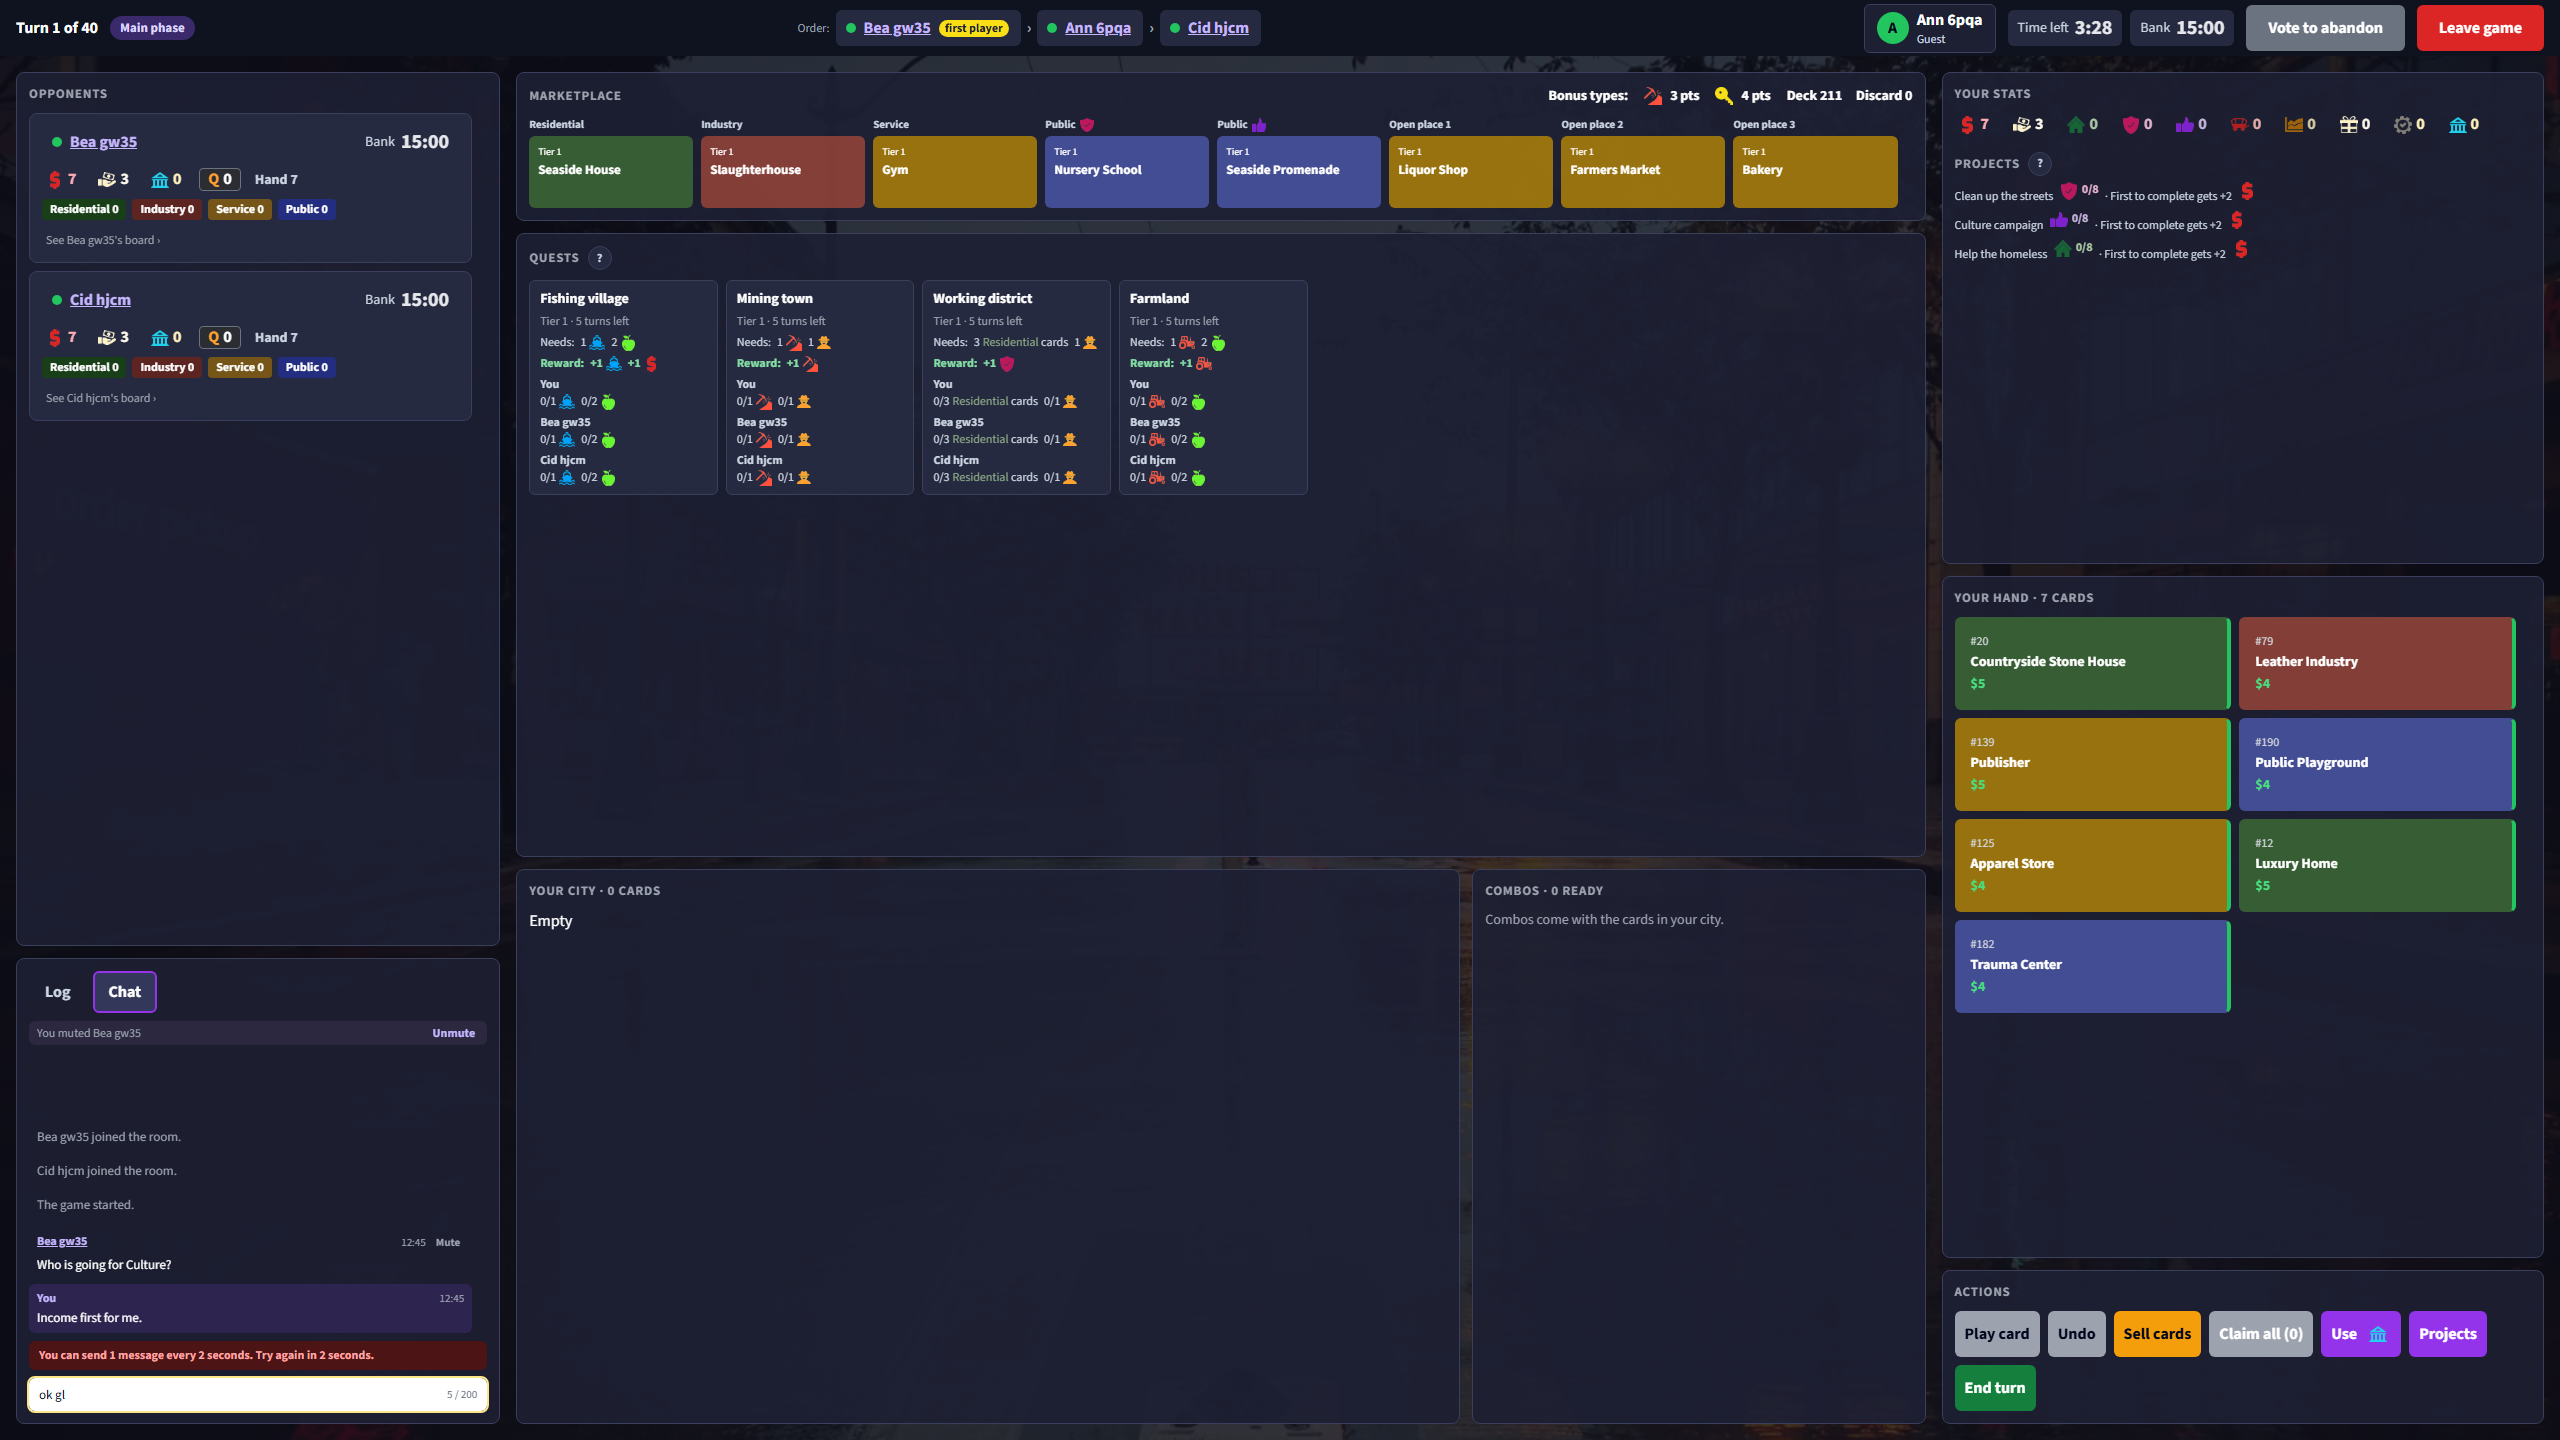 Turn 1 of 40 Main phase
Order: Bea gw35 first player › Ann 6pqa › Cid hjcm
A Ann 6pqa Guest
Time left 3:28 Bank 15:00 Vote to abandon Leave game
OPPONENTS
Bea gw35 Bank 15:00
7 3 0 Q 0 Hand 7
Residential 0 Industry 0 Service 0 Public 0
See Bea gw35's board ›
Cid hjcm Bank 15:00
7 3 0 Q 0 Hand 7
Residential 0 Industry 0 Service 0 Public 0
See Cid hjcm's board ›
Log Chat
You muted Bea gw35 Unmute
Bea gw35 joined the room.
Cid hjcm joined the room.
The game started.
Bea gw35 12:45 Mute
Who is going for Culture?
You 12:45
Income first for me.
You can send 1 message every 2 seconds. Try again in 2 seconds.
ok gl 5 / 200
MARKETPLACE Bonus types: 3 pts 4 pts Deck 211 Discard 0
Residential Industry Service Public Public Open place 1 Open place 2 Open place 3
Tier 1 Tier 1 Tier 1 Tier 1 Tier 1 Tier 1 Tier 1 Tier 1
Seaside House Slaughterhouse Gym Nursery School Seaside Promenade Liquor Shop Farmers Market Bakery
QUESTS ?
Fishing village
Tier 1 · 5 turns left
Needs: 1 2
Reward: +1 +1
You
0/1 0/2
Bea gw35
0/1 0/2
Cid hjcm
0/1 0/2
Mining town
Tier 1 · 5 turns left
Needs: 1 1
Reward: +1
You
0/1 0/1
Bea gw35
0/1 0/1
Cid hjcm
0/1 0/1
Working district
Tier 1 · 5 turns left
Needs: 3 Residential cards 1
Reward: +1
You
0/3 Residential cards 0/1
Bea gw35
0/3 Residential cards 0/1
Cid hjcm
0/3 Residential cards 0/1
Farmland
Tier 1 · 5 turns left
Needs: 1 2
Reward: +1
You
0/1 0/2
Bea gw35
0/1 0/2
Cid hjcm
0/1 0/2
YOUR CITY · 0 CARDS
Empty
COMBOS · 0 READY
Combos come with the cards in your city.
YOUR STATS
7 3 0 0 0 0 0 0 0 0
PROJECTS ?
Clean up the streets 0/8 · First to complete gets +2
Culture campaign 0/8 · First to complete gets +2
Help the homeless 0/8 · First to complete gets +2
YOUR HAND · 7 CARDS
#20
Countryside Stone House
$5
#79
Leather Industry
$4
#139
Publisher
$5
#190
Public Playground
$4
#125
Apparel Store
$4
#12
Luxury Home
$5
#182
Trauma Center
$4
ACTIONS
Play card Undo Sell cards Claim all (0) Use Projects
End turn